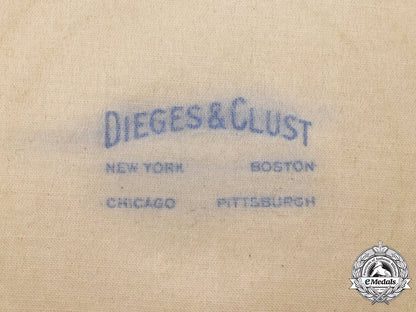 DIEGES & CLUST
NEW YORK BOSTON
CHICAGO PITTSBURGH
eMedals